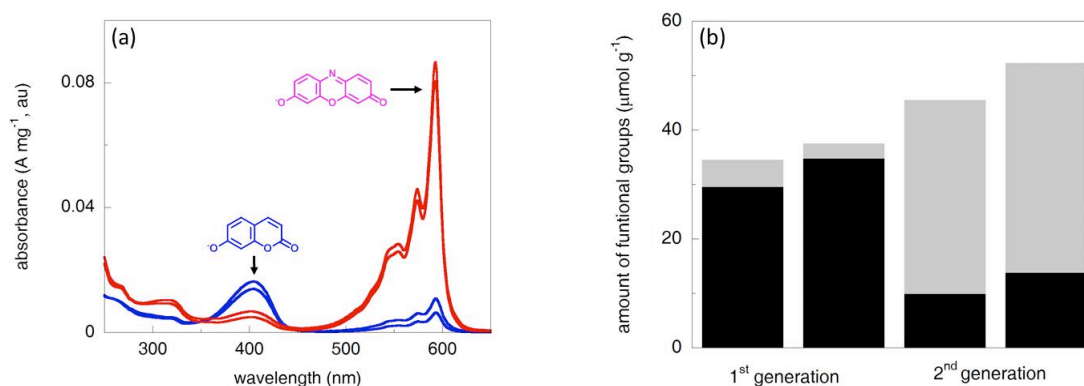 (a)
absorbance (A mg⁻¹, au)
0.08
0.04
0
N
⁻O O O
⁻O O O
300 400 500 600
wavelength (nm)
(b)
amount of funtional groups (μmol g⁻¹)
60
40
20
0
1st generation 2nd generation